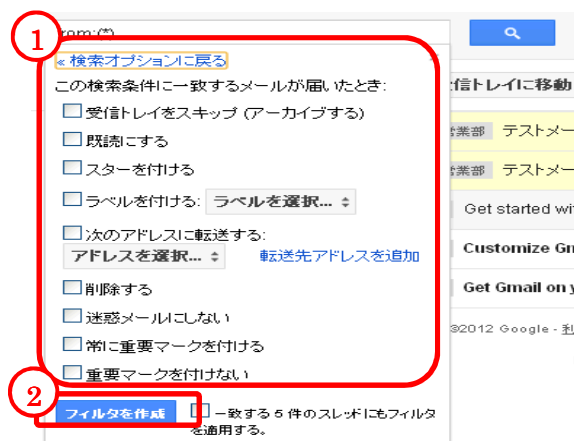 1
from:(*)
« 検索オプションに戻る
この検索条件に一致するメールが届いたとき:
受信トレイをスキップ (アーカイブする)
既読にする
スターを付ける
ラベルを付ける: ラベルを選択...
次のアドレスに転送する:
アドレスを選択... 転送先アドレスを追加
削除する
迷惑メールにしない
常に重要マークを付ける
重要マークを付けない
2
フィルタを作成 一致する 5 件のスレッドにもフィルタ
を適用する。
信トレイに移動
営業部 テストメー
営業部 テストメー
Get started wi
Customize Gm
Get Gmail on y
©2012 Google - 利